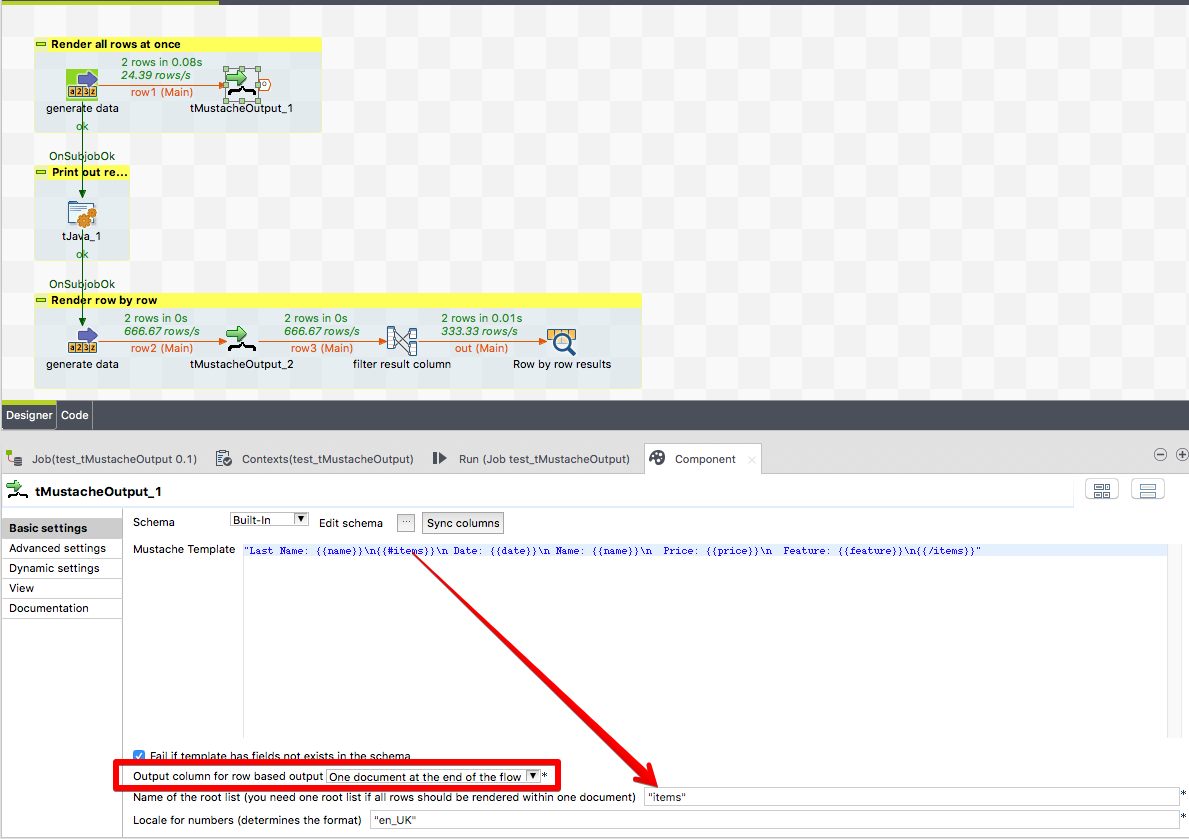 Render all rows at once
2 rows in 0.08s
24.39 rows/s
row1 (Main)
generate data
tMustacheOutput_1
ok
OnSubjobOk
Print out re...
tJava_1
ok
OnSubjobOk
Render row by row
2 rows in 0s
666.67 rows/s
row2 (Main)
2 rows in 0s
666.67 rows/s
row3 (Main)
2 rows in 0.01s
333.33 rows/s
out (Main)
generate data
tMustacheOutput_2
filter result column
Row by row results
Designer Code
Job(test_tMustacheOutput 0.1) Contexts(test_tMustacheOutput) Run (Job test_tMustacheOutput) Component
tMustacheOutput_1
Basic settings
Advanced settings
Dynamic settings
View
Documentation
Schema Built-In Edit schema ... Sync columns
Mustache Template "Last Name: {{name}}\n{{#items}}\n Date: {{date}}\n Name: {{name}}\n  Price: {{price}}\n  Feature: {{feature}}\n{{/items}}"
Fail if template has fields not exists in the schema
Output column for row based output One document at the end of the flow *
Name of the root list (you need one root list if all rows should be rendered within one document) "items" *
Locale for numbers (determines the format) "en_UK" *